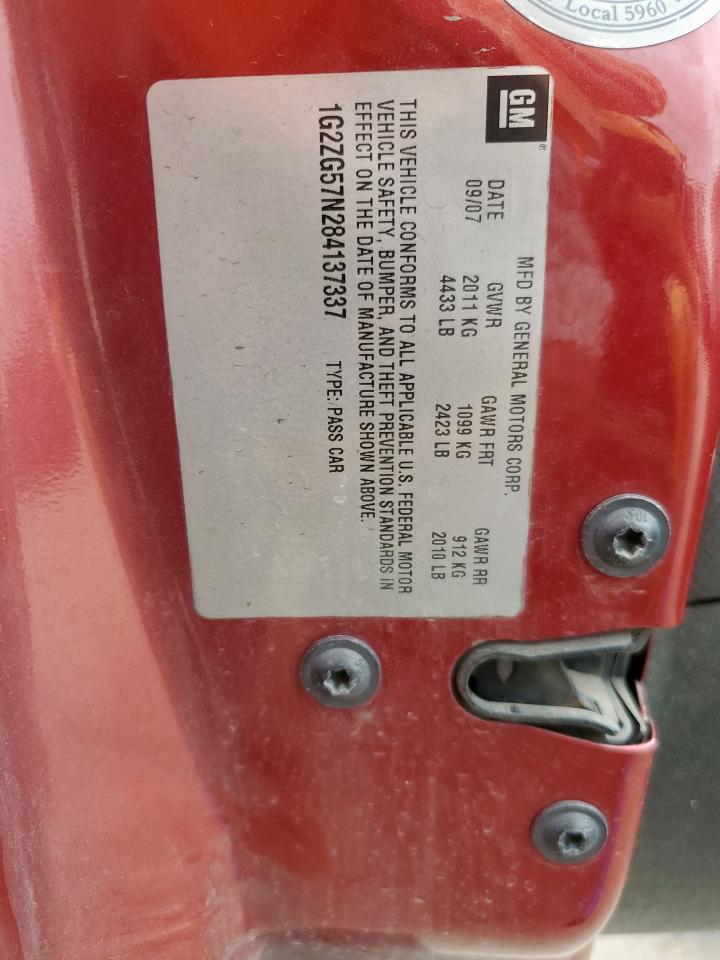 Local 5960
GM
®
MFD BY GENERAL MOTORS CORP.
DATE GVWR GAWR FRT GAWR RR
09/07 2011 KG 1099 KG 912 KG
4433 LB 2423 LB 2010 LB
THIS VEHICLE CONFORMS TO ALL APPLICABLE U.S. FEDERAL MOTOR
VEHICLE SAFETY, BUMPER, AND THEFT PREVENTION STANDARDS IN
EFFECT ON THE DATE OF MANUFACTURE SHOWN ABOVE.
1G2ZG57N284137337 TYPE: PASS CAR